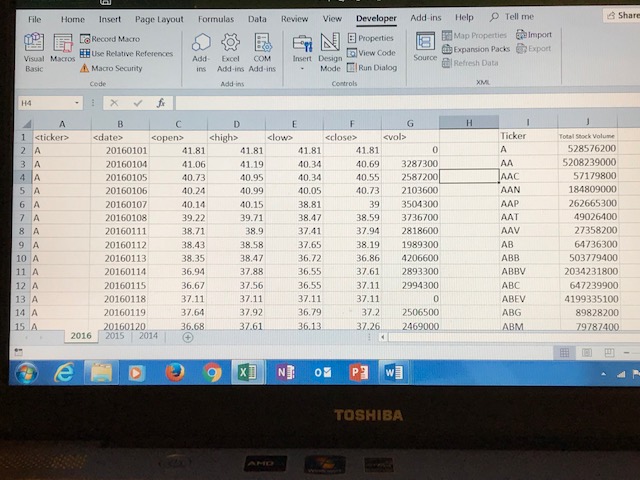 File Home Insert Page Layout Formulas Data Review View Developer Add-ins Help Tell me Share
Visual Basic
Macros
Record Macro
Use Relative References
Macro Security
Code
Add-ins
Excel Add-ins
COM Add-ins
Add-ins
Insert
Design Mode
Properties
View Code
Run Dialog
Controls
Source
Map Properties Import
Expansion Packs Export
Refresh Data
XML
H4 fx
A B C D E F G H I J
1 <ticker> <date> <open> <high> <low> <close> <vol> Ticker Total Stock Volume
2 A 20160101 41.81 41.81 41.81 41.81 0 A 528576200
3 A 20160104 41.06 41.19 40.34 40.69 3287300 AA 5208239000
4 A 20160105 40.73 40.95 40.34 40.55 2587200 AAC 57179800
5 A 20160106 40.24 40.99 40.05 40.73 2103600 AAN 184809000
6 A 20160107 40.14 40.15 38.81 39 3504300 AAP 262665300
7 A 20160108 39.22 39.71 38.47 38.59 3736700 AAT 49026400
8 A 20160111 38.71 38.9 37.41 37.94 2818600 AAV 27358200
9 A 20160112 38.43 38.58 37.65 38.19 1989300 AB 64736300
10 A 20160113 38.35 38.47 36.72 36.86 4206600 ABB 503779400
11 A 20160114 36.94 37.88 36.55 37.61 2893300 ABBV 2034231800
12 A 20160115 36.67 37.56 36.55 37.11 2994300 ABC 647239900
13 A 20160118 37.11 37.11 37.11 37.11 0 ABEV 4199335100
14 A 20160119 37.64 37.92 36.79 37.2 2506500 ABG 89828200
15 A 20160120 36.68 37.61 36.13 37.26 2469000 ABM 79787400
2016 2015 2014
TOSHIBA
AMD